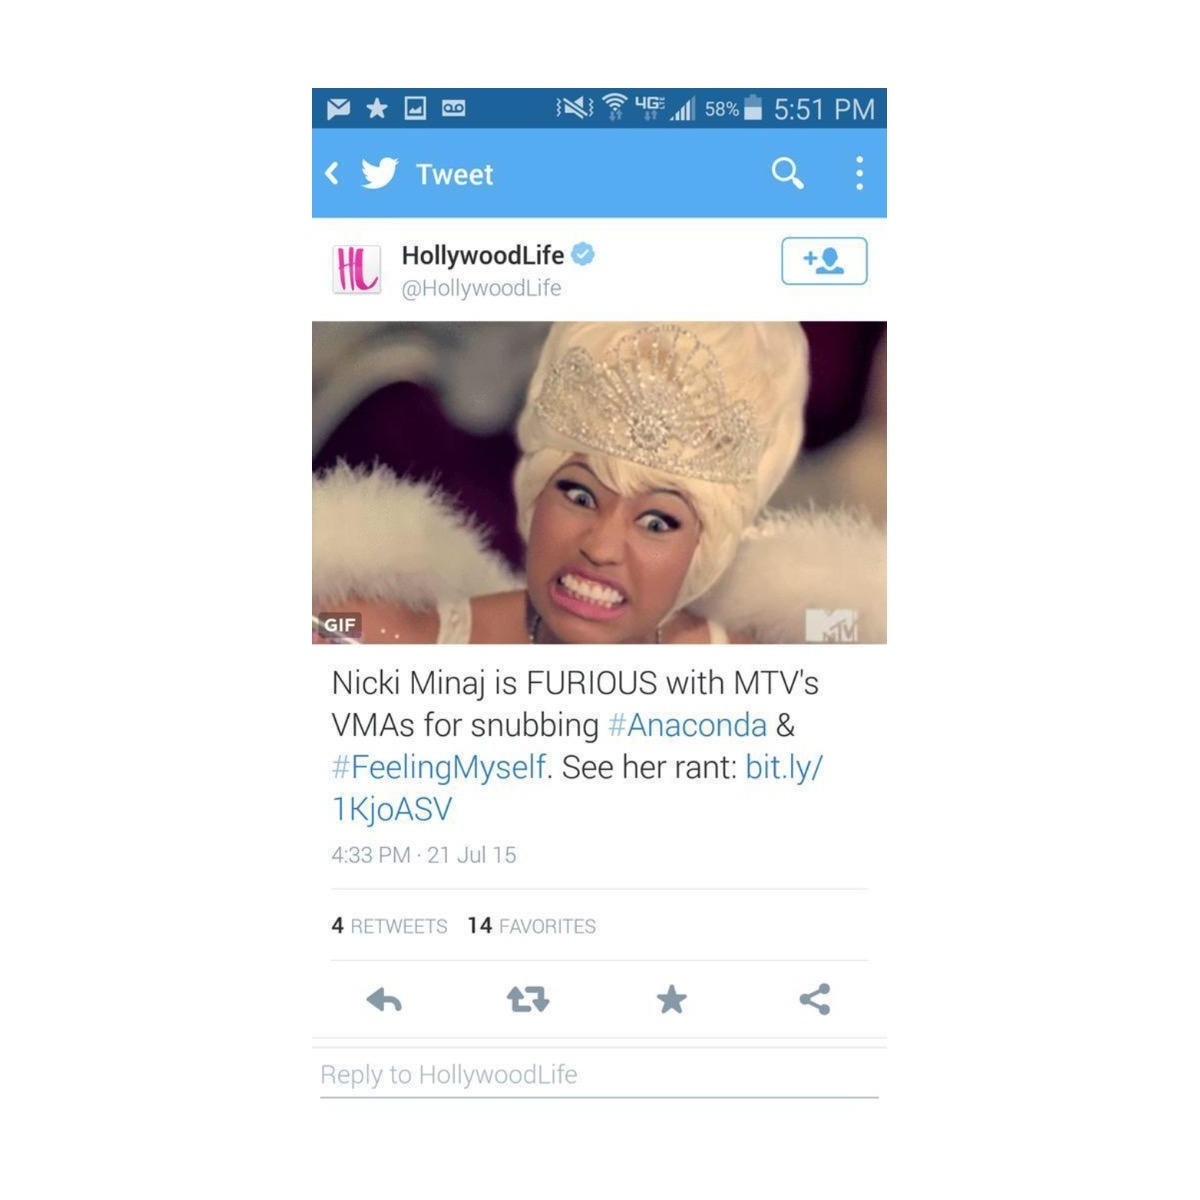 58% 5:51 PM
4G LTE
Tweet
HL
HollywoodLife
@HollywoodLife
GIF
MTV
Nicki Minaj is FURIOUS with MTV's
VMAs for snubbing #Anaconda &
#FeelingMyself. See her rant: bit.ly/
1KjoASV
4:33 PM · 21 Jul 15
4 RETWEETS 14 FAVORITES
Reply to HollywoodLife